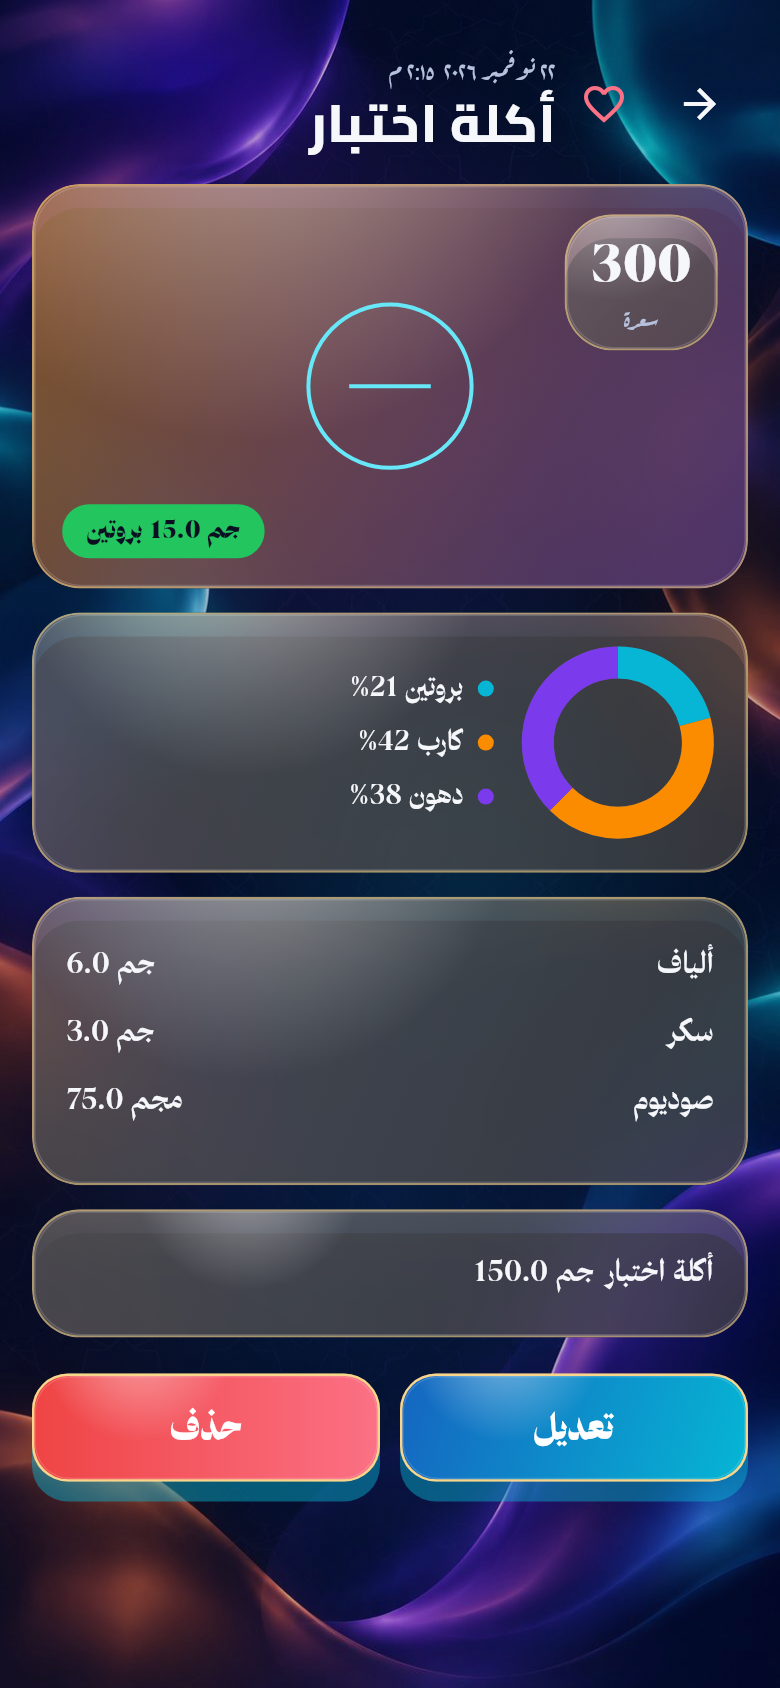 ٢٢ نوفمبر ٢٠٢٦ ٢:١٥ م
أكلة اختبار
300
سعرة
جم 15.0 بروتين
بروتين 21%
كارب 42%
دهون 38%
ألياف
جم 6.0
سكر
جم 3.0
صوديوم
مجم 75.0
أكلة اختبار جم 150.0
تعديل
حذف